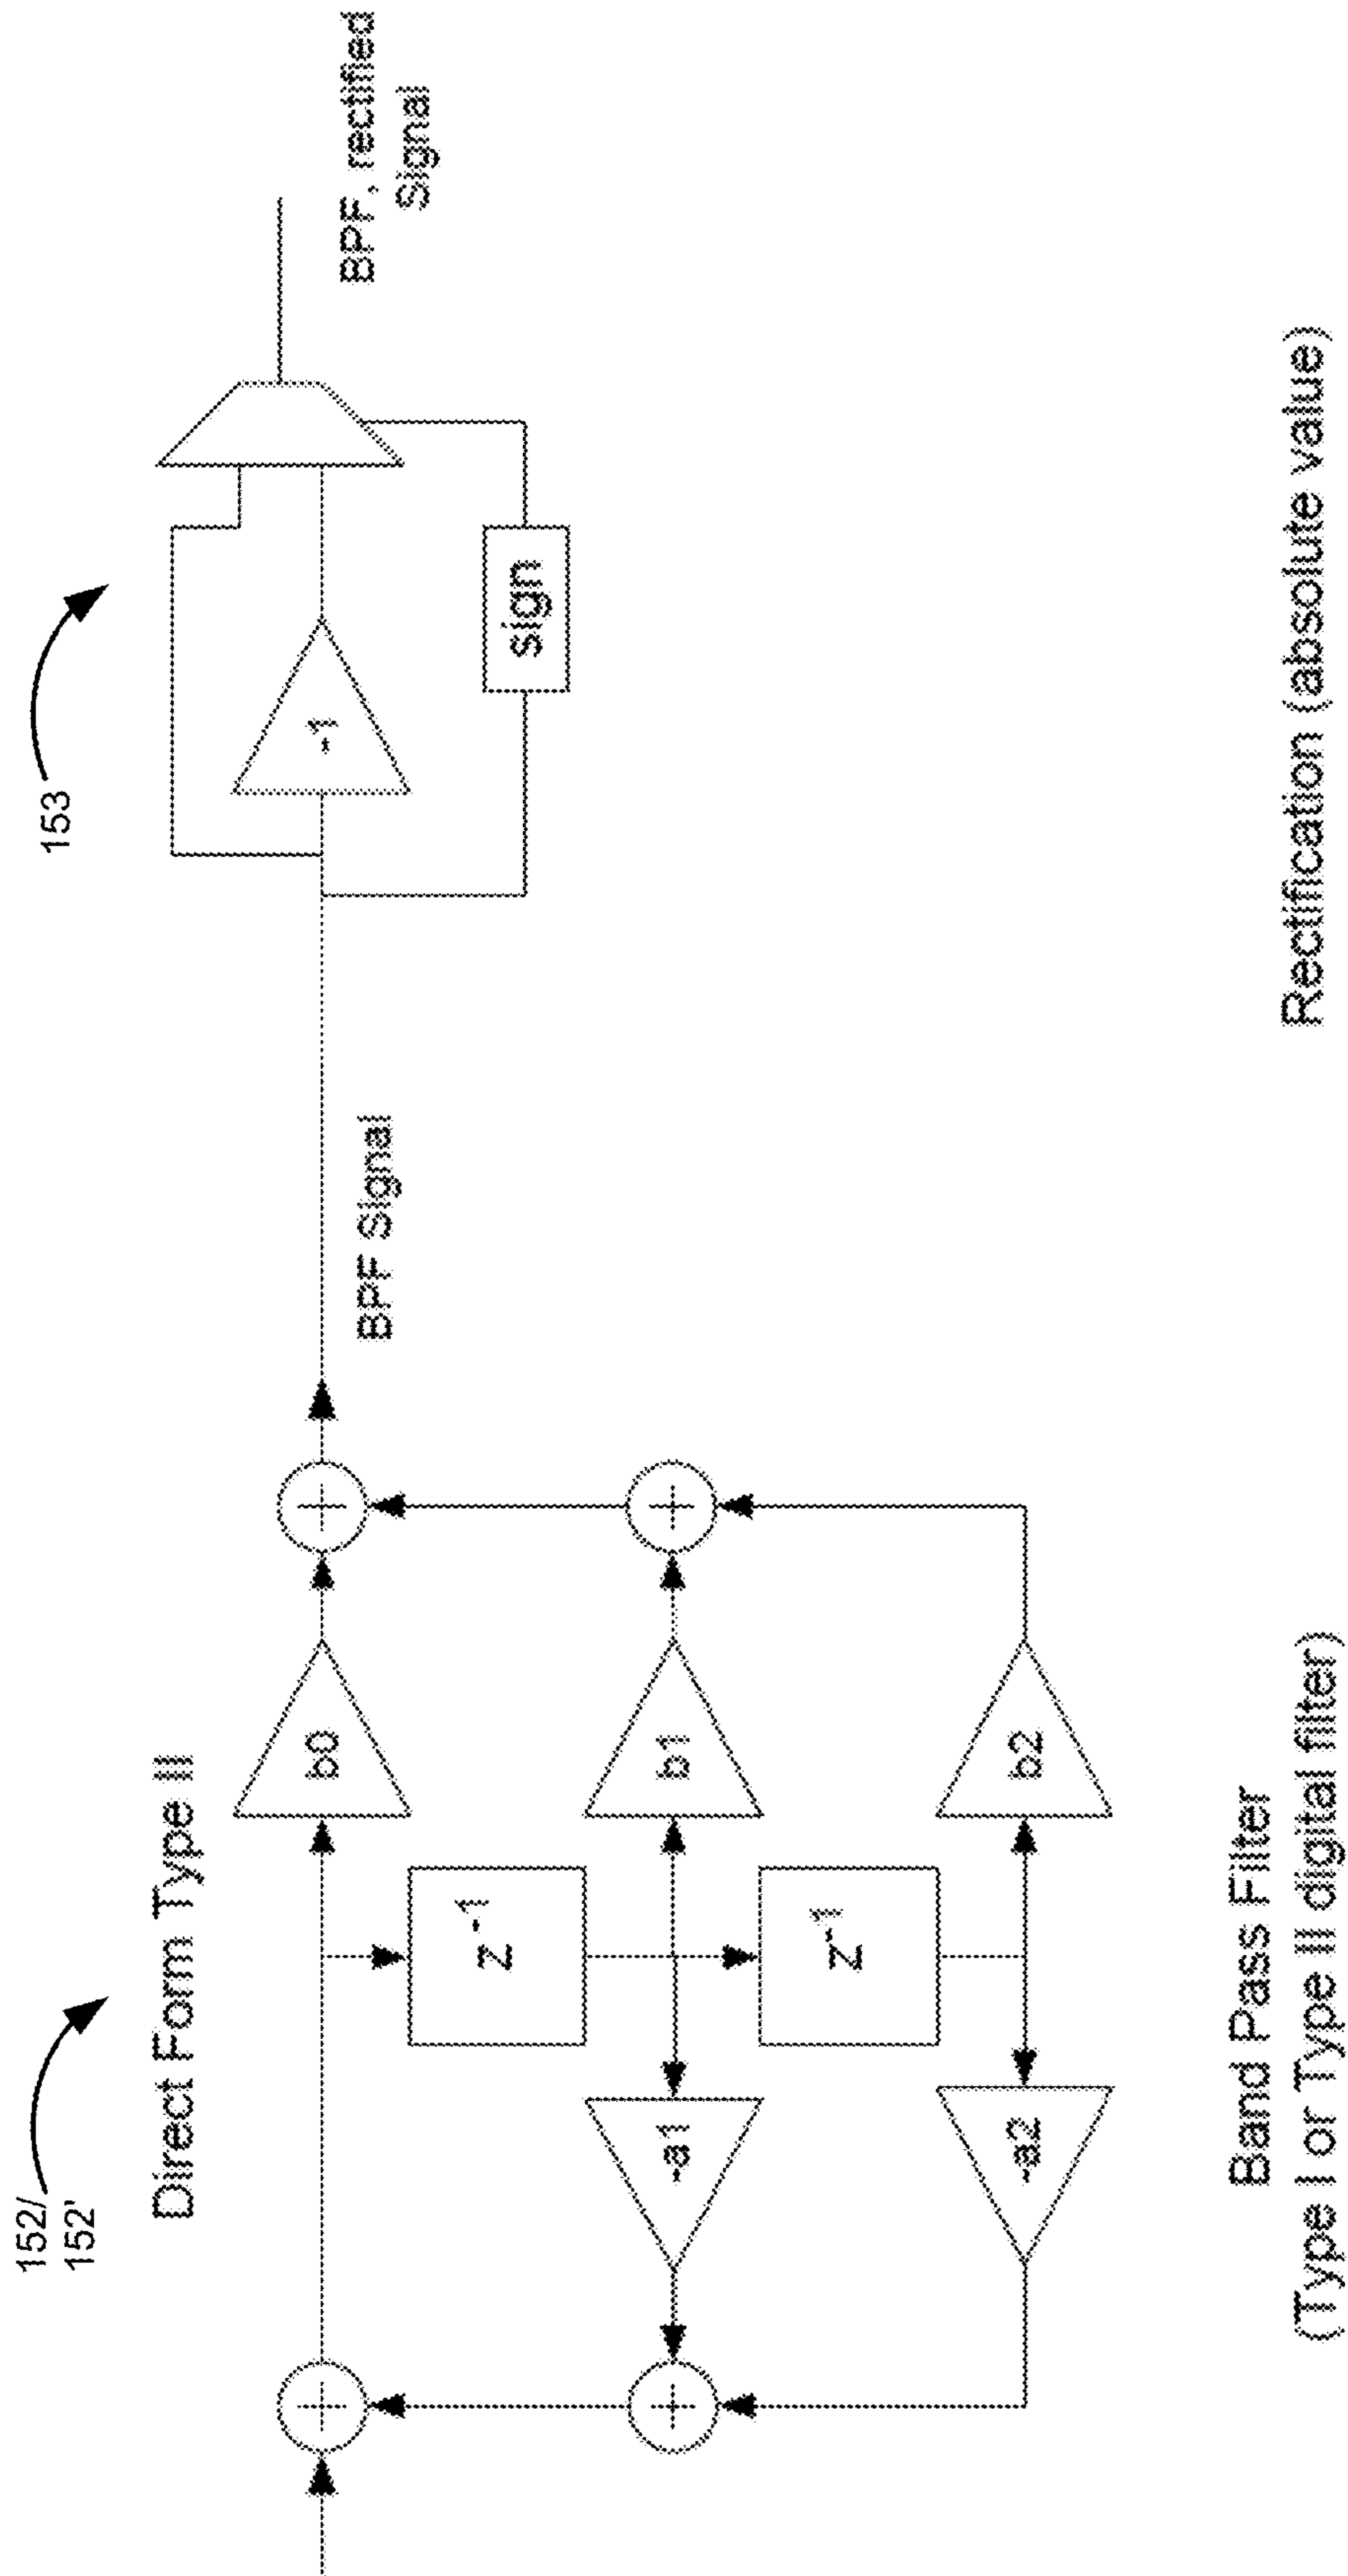 152/
152'
153
Direct Form Type III
b0
z-1
-a1
b1
z-1
-a2
b2
BPF Signal
-1
sign
BPF, rectified
Signal
Band Pass Filter
(Type I or Type II digital filter)
Rectification (absolute value)